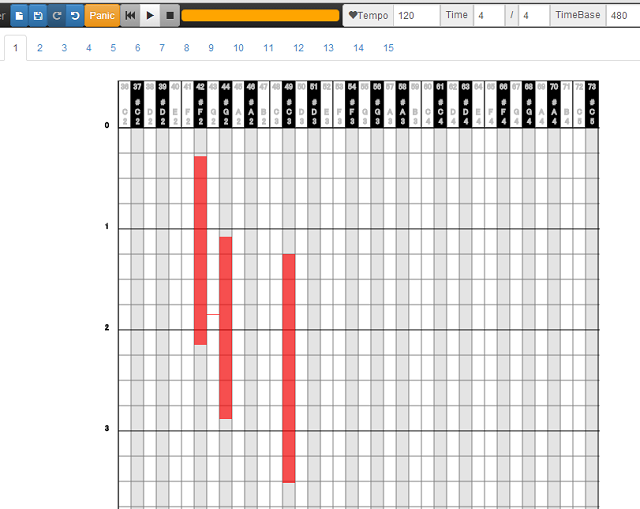 er Panic Tempo 120 Time 4 / 4 TimeBase 480
1 2 3 4 5 6 7 8 9 10 11 12 13 14 15
36 37 38 39 40 41 42 43 44 45 46 47 48 49 50 51 52 53 54 55 56 57 58 59 60 61 62 63 64 65 66 67 68 69 70 71 72 73
# # # # # # # # # # # # # # # #
C C D D E F F G G A A B C C D D E F F G G A A B C C D D E F F G G A A B C C
2 2 2 2 2 2 2 2 2 2 2 2 3 3 3 3 3 3 3 3 3 3 3 3 4 4 4 4 4 4 4 4 4 4 4 4 5 5
0
1
2
3